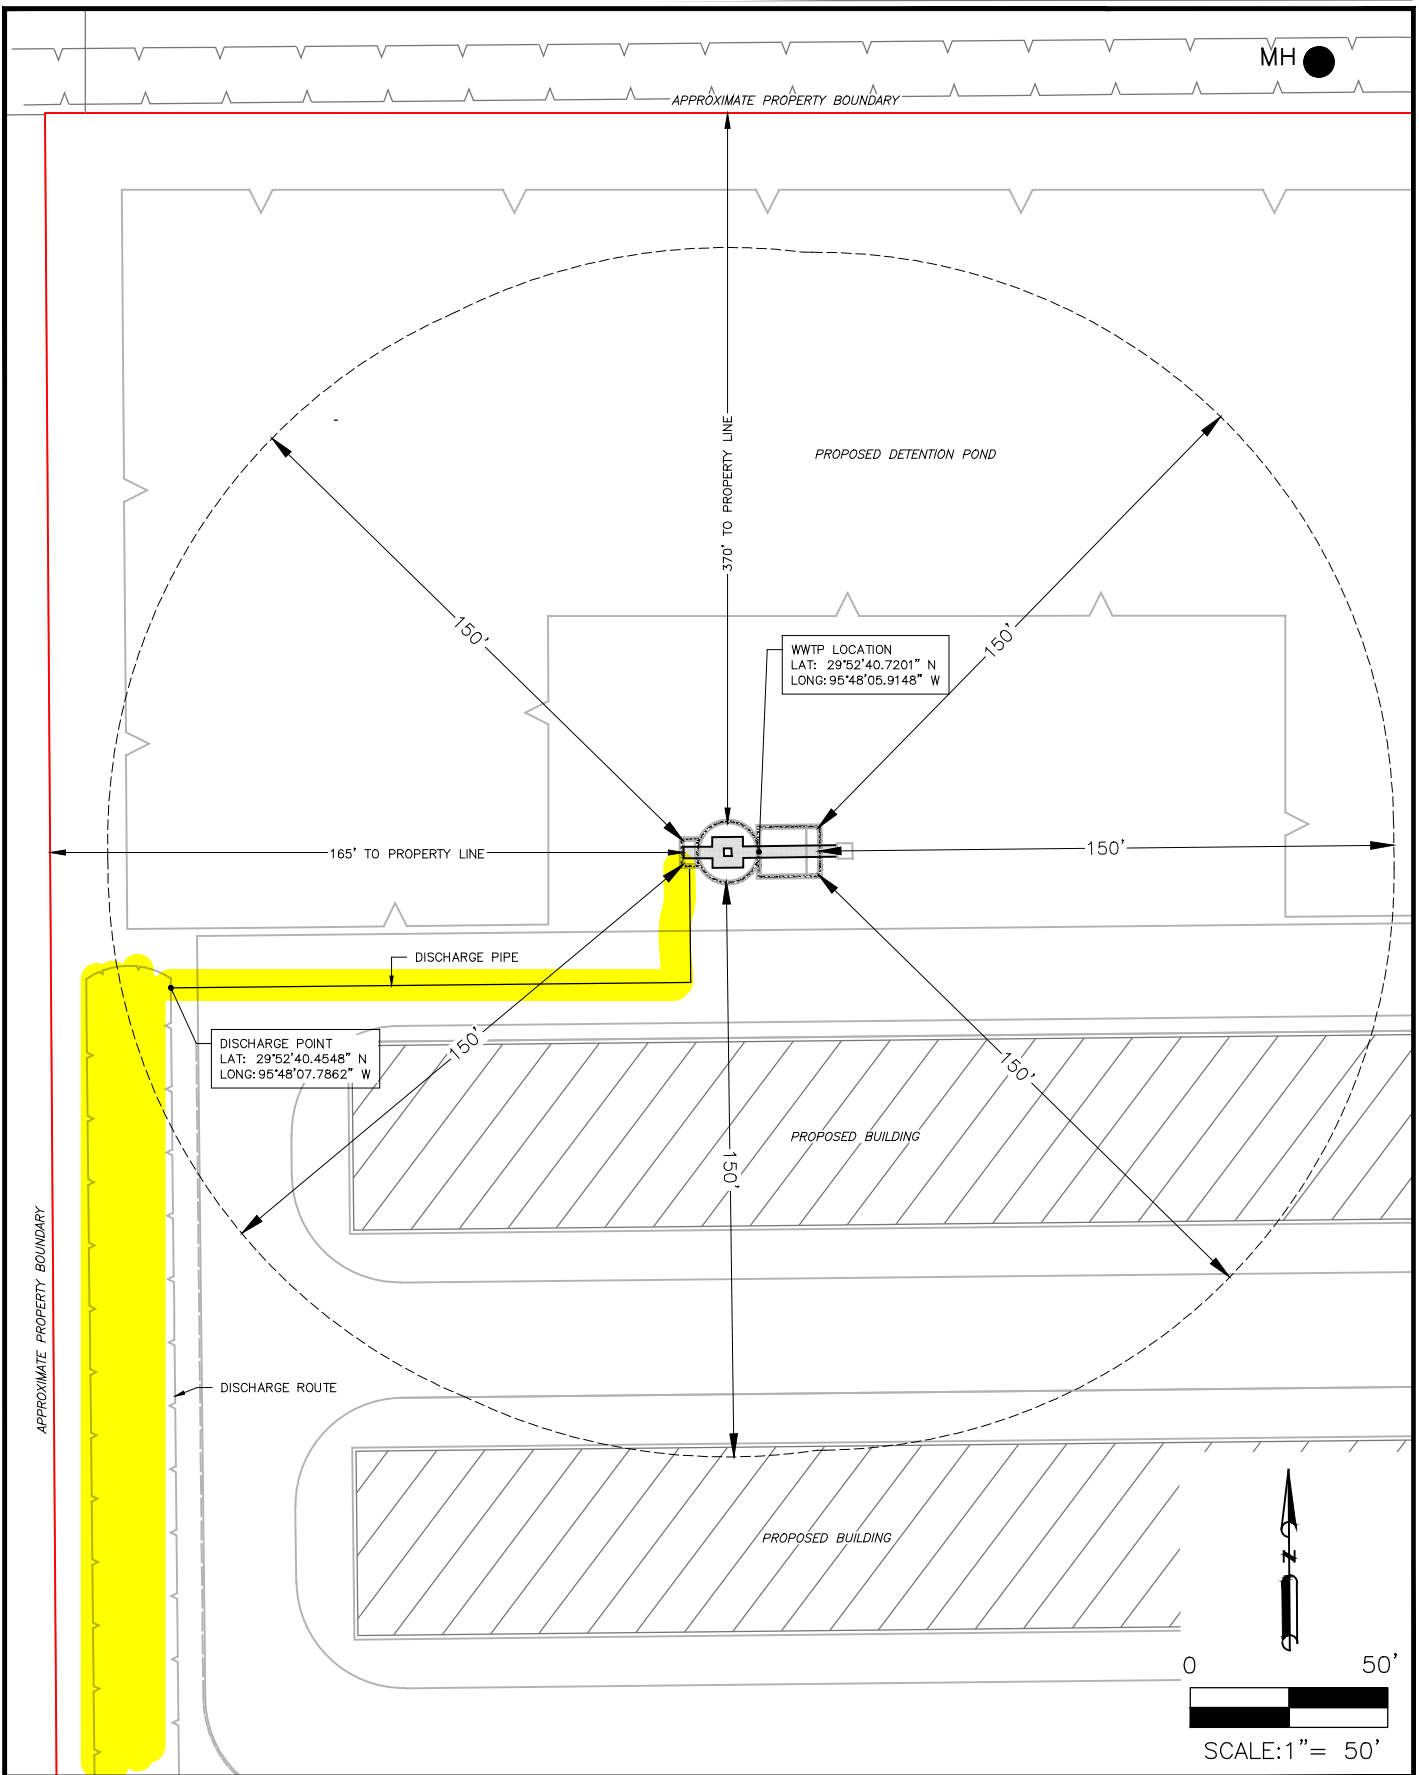 MH
APPROXIMATE PROPERTY BOUNDARY
370' TO PROPERTY LINE
PROPOSED DETENTION POND
150'
150'
WWTP LOCATION
LAT: 29°52'40.7201" N
LONG: 95°48'05.9148" W
165' TO PROPERTY LINE
150'
DISCHARGE PIPE
DISCHARGE POINT
LAT: 29°52'40.4548" N
LONG: 95°48'07.7862" W
150'
150'
150'
PROPOSED BUILDING
APPROXIMATE PROPERTY BOUNDARY
DISCHARGE ROUTE
PROPOSED BUILDING
N
0 50'
SCALE:1"= 50'